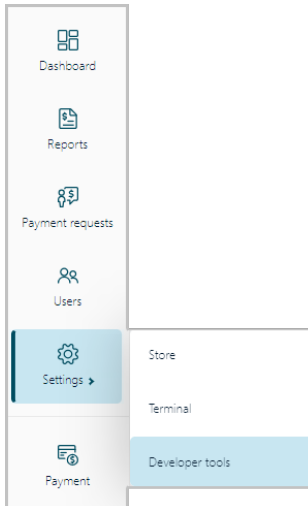 Dashboard
Reports
Payment requests
Users
Settings >
Store
Terminal
Developer tools
Payment